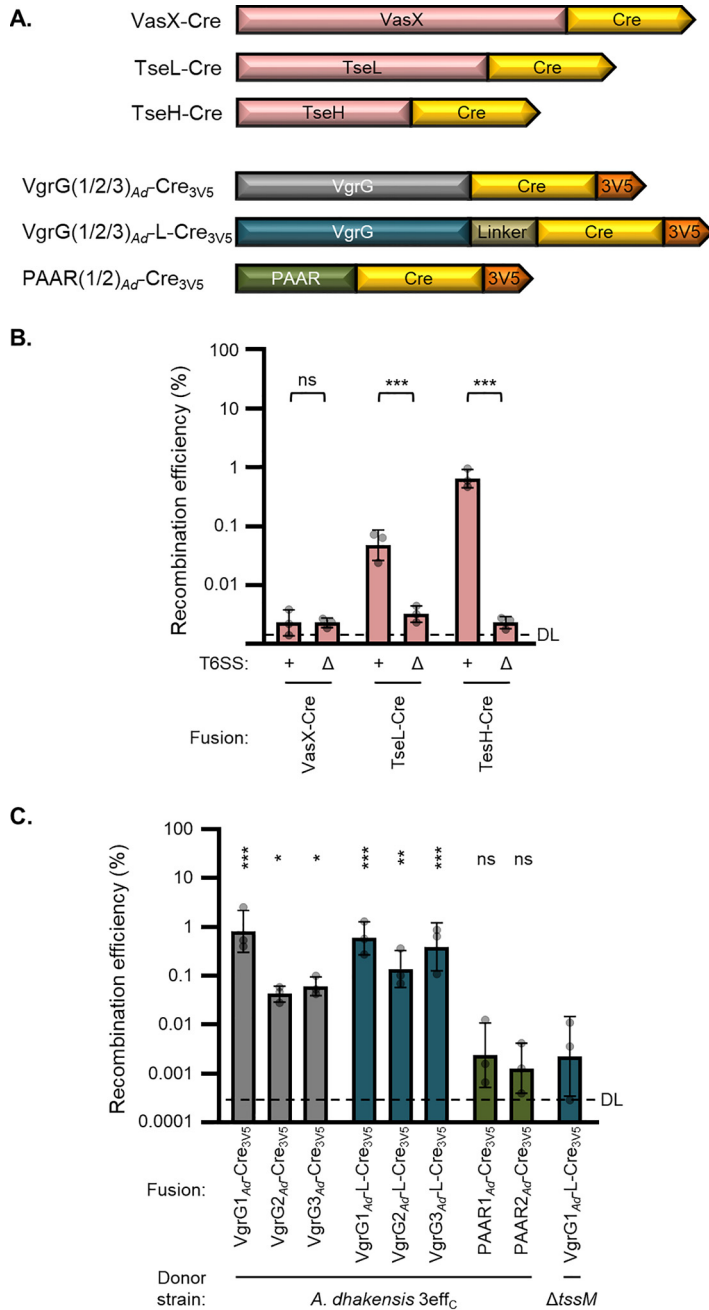 A.
VasX-Cre VasX Cre
TseL-Cre TseL Cre
TseH-Cre TseH Cre
VgrG(1/2/3)Ad-Cre3V5 VgrG Cre 3V5
VgrG(1/2/3)Ad-L-Cre3V5 VgrG Linker Cre 3V5
PAAR(1/2)Ad-Cre3V5 PAAR Cre 3V5
B.
Recombination efficiency (%)
100
10
1
0.1
0.01
ns *** ***
DL
T6SS: + Δ + Δ + Δ
Fusion:
VasX-Cre
TseL-Cre
TesH-Cre
C.
Recombination efficiency (%)
100
10
1
0.1
0.01
0.001
0.0001
*** * * *** ** *** ns ns
DL
Fusion:
VgrG1Ad-Cre3V5
VgrG2Ad-Cre3V5
VgrG3Ad-Cre3V5
VgrG1Ad-L-Cre3V5
VgrG2Ad-L-Cre3V5
VgrG3Ad-L-Cre3V5
PAAR1Ad-Cre3V5
PAAR2Ad-Cre3V5
VgrG1Ad-L-Cre3V5
Donor
strain: A. dhakensis 3effC ΔtssM